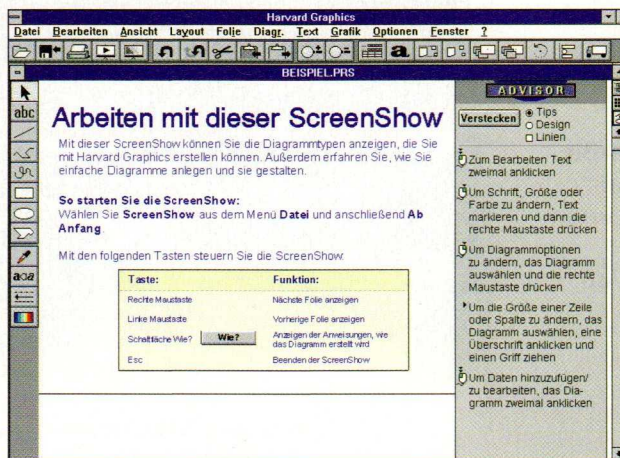 Harvard Graphics
Datei Bearbeiten Ansicht Layout Folie Diagr. Text Grafik Optionen Fenster ?
a
BEISPIEL.PRS
abc
aaa
Arbeiten mit dieser ScreenShow
Mit dieser ScreenShow können Sie die Diagrammtypen anzeigen, die Sie
mit Harvard Graphics erstellen können. Außerdem erfahren Sie, wie Sie
einfache Diagramme anlegen und sie gestalten.
So starten Sie die ScreenShow:
Wählen Sie ScreenShow aus dem Menü Datei und anschließend Ab
Anfang.
Mit den folgenden Tasten steuern Sie die ScreenShow:
Taste: Funktion:
Rechte Maustaste Nächste Folie anzeigen
Linke Maustaste Vorherige Folie anzeigen
Schaltfläche Wie? Wie? Anzeigen der Anweisungen, wie
das Diagramm erstellt wird
Esc Beenden der ScreenShow
ADVISOR
Verstecken
Tips
Design
Linien
Zum Bearbeiten Text
zweimal anklicken
Um Schrift, Größe oder
Farbe zu ändern, Text
markieren und dann die
rechte Maustaste drücken
Um Diagrammoptionen
zu ändern, das Diagramm
auswählen und die rechte
Maustaste drücken
Um die Größe einer Zeile
oder Spalte zu ändern, das
Diagramm auswählen, eine
Überschrift anklicken und
einen Griff ziehen
Um Daten hinzuzufügen/
zu bearbeiten, das Dia-
gramm zweimal anklicken